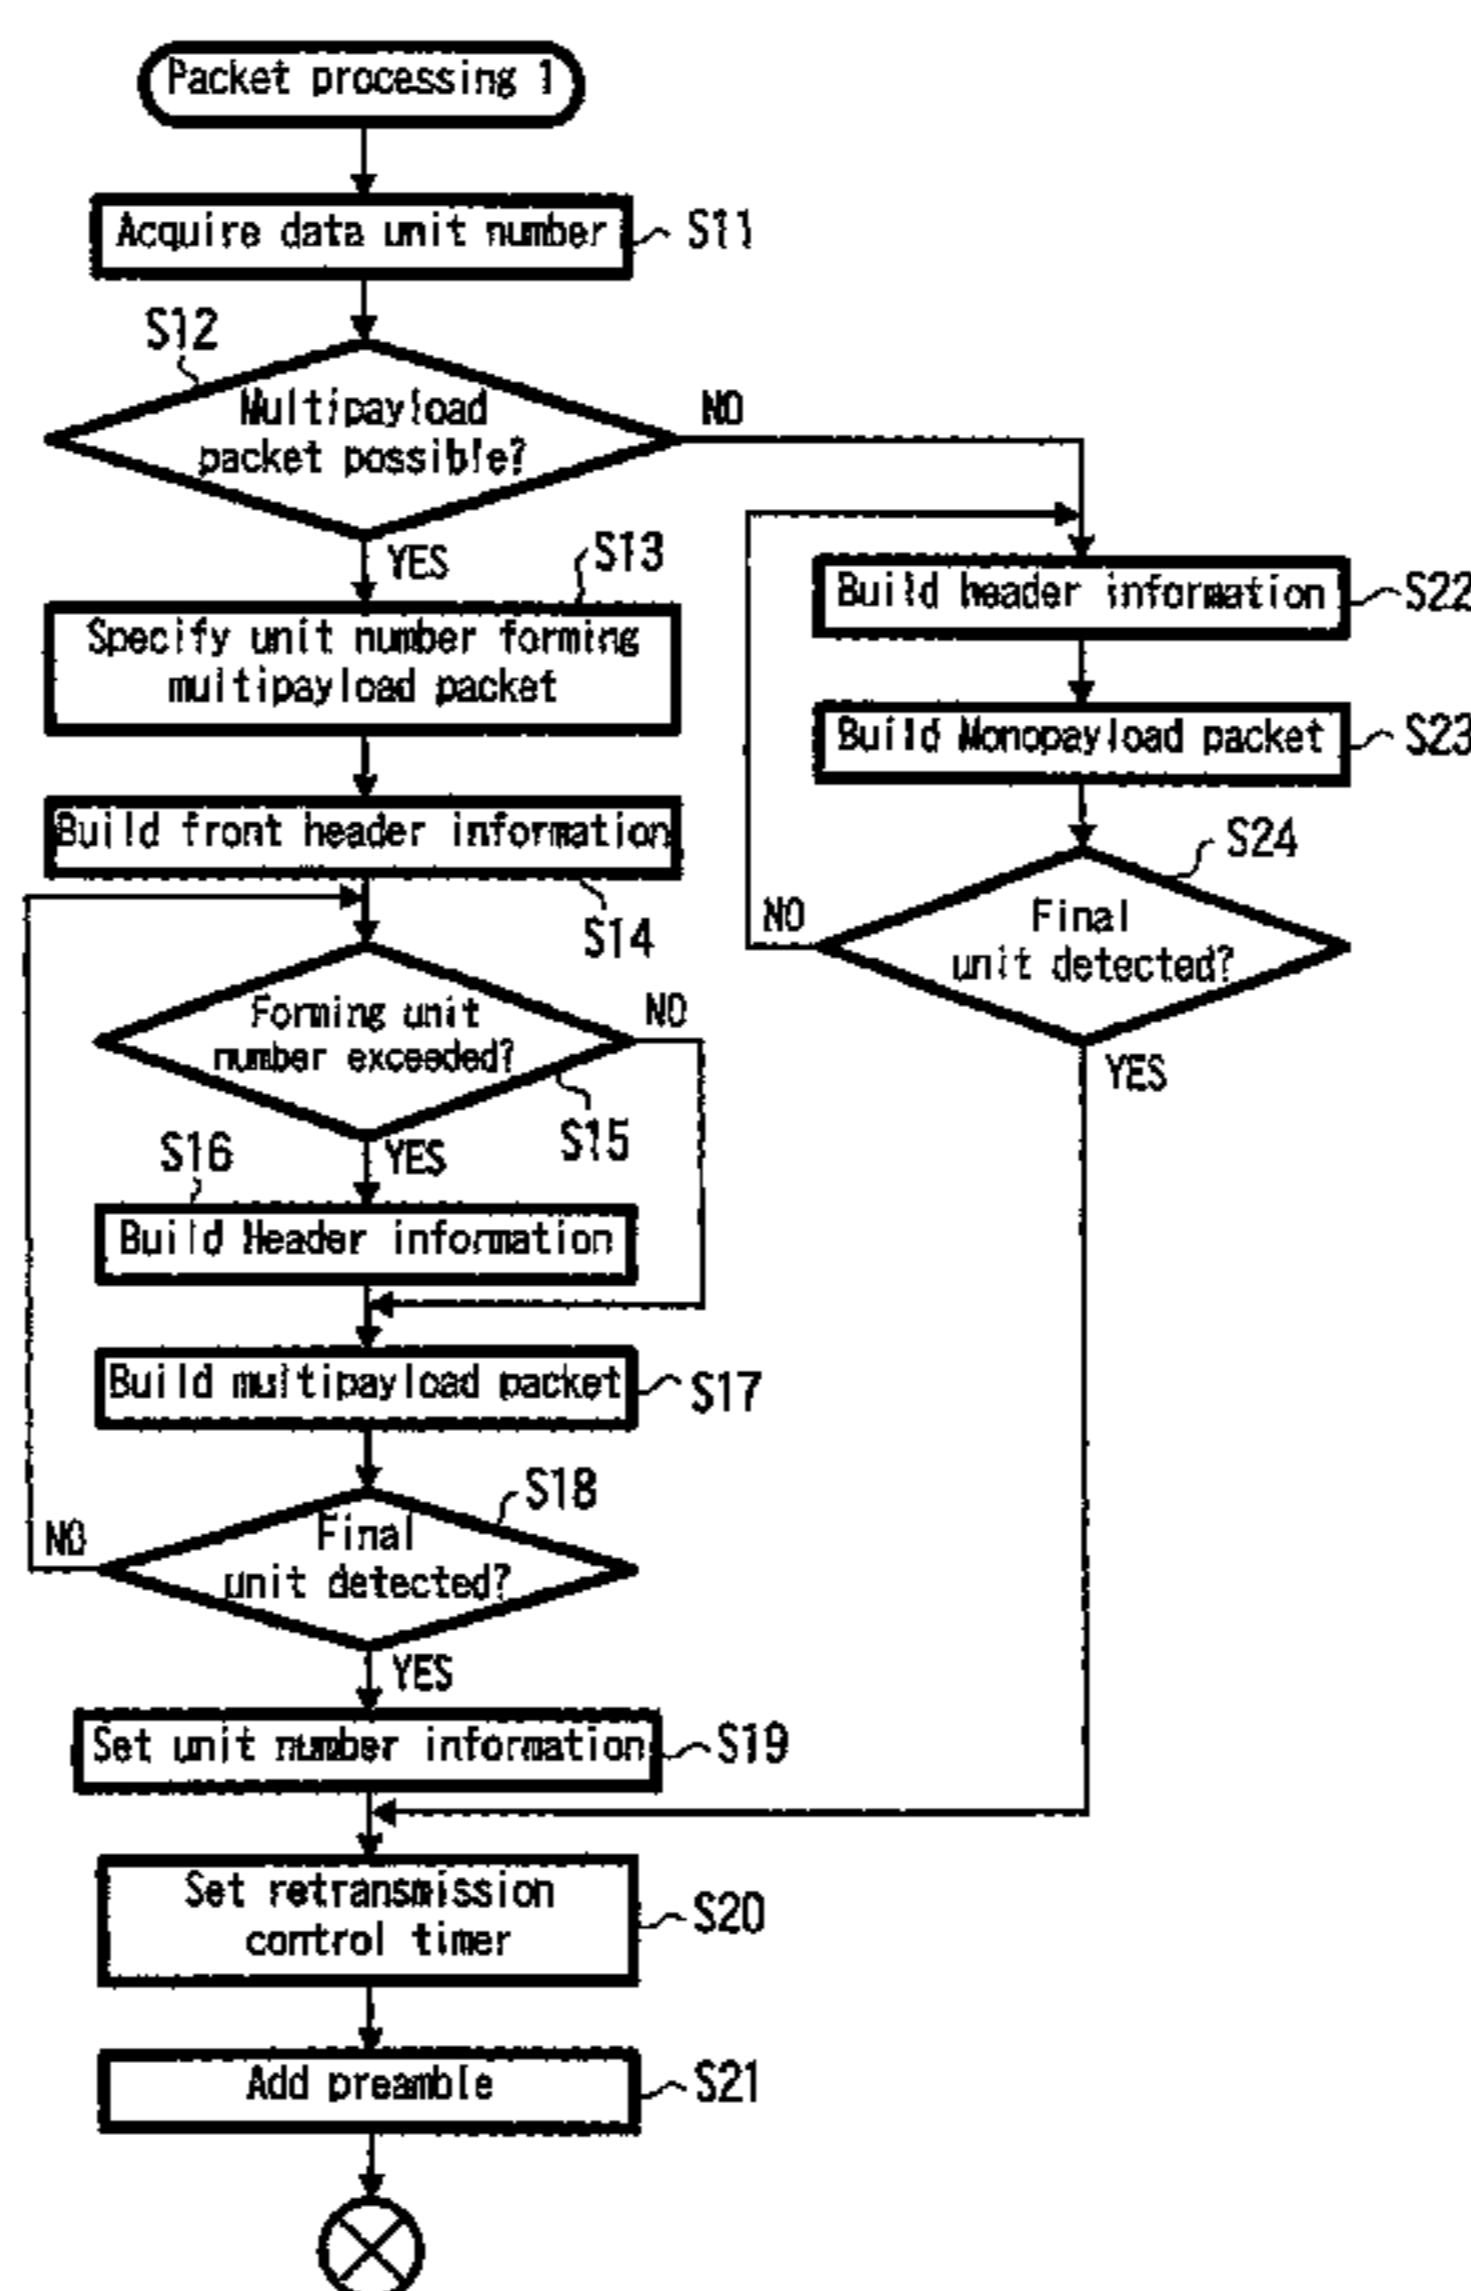 Packet processing 1
Acquire data unit number
S11
S12
Multipayload
packet possible?
NO
YES
S13
Specify unit number forming
multipayload packet
Build front header information
S14
Forming unit
number exceeded?
NO
S15
YES
S16
Build Header information
Build multipayload packet
S17
S18
Final
unit detected?
NO
YES
Set unit number information
S19
Set retransmission
control timer
S20
Add preamble
S21
Build header information
S22
Build Monopayload packet
S23
S24
Final
unit detected?
NO
YES